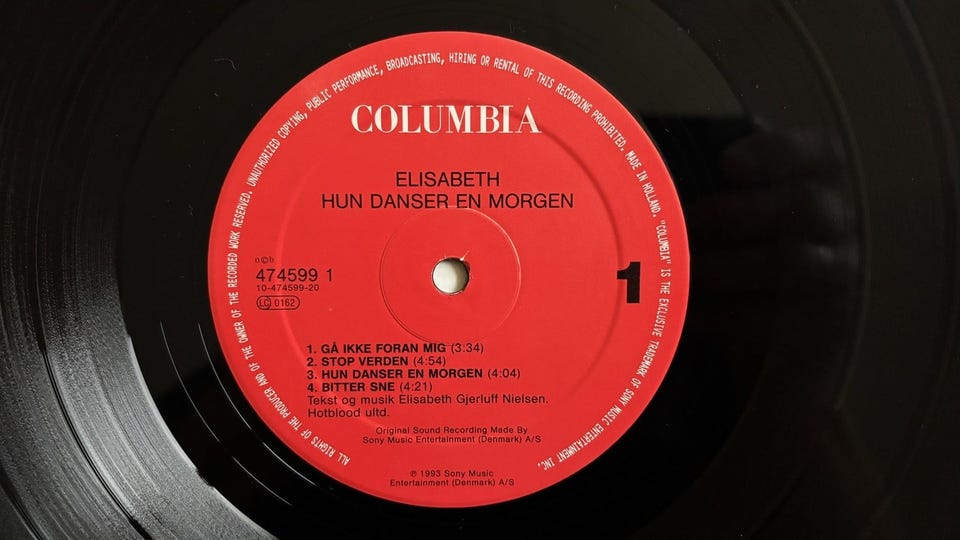 ALL RIGHTS OF THE PRODUCER AND OF THE OWNER OF THE RECORDED WORK RESERVED. UNAUTHORIZED COPYING, PUBLIC PERFORMANCE, BROADCASTING, HIRING OR RENTAL OF THIS RECORDING PROHIBITED. MADE IN HOLLAND. "COLUMBIA" IS THE EXCLUSIVE TRADEMARK OF SONY MUSIC ENTERTAINMENT INC.
COLUMBIA
ELISABETH
HUN DANSER EN MORGEN
n©b
474599 1
10-474599-20
LC 0162
1
1. GÅ IKKE FORAN MIG (3:34)
2. STOP VERDEN (4:54)
3. HUN DANSER EN MORGEN (4:04)
4. BITTER SNE (4:21)
Tekst og musik Elisabeth Gjerluff Nielsen.
Hotblood ultd.
Original Sound Recording Made By
Sony Music Entertainment (Denmark) A/S
℗ 1993 Sony Music
Entertainment (Denmark) A/S